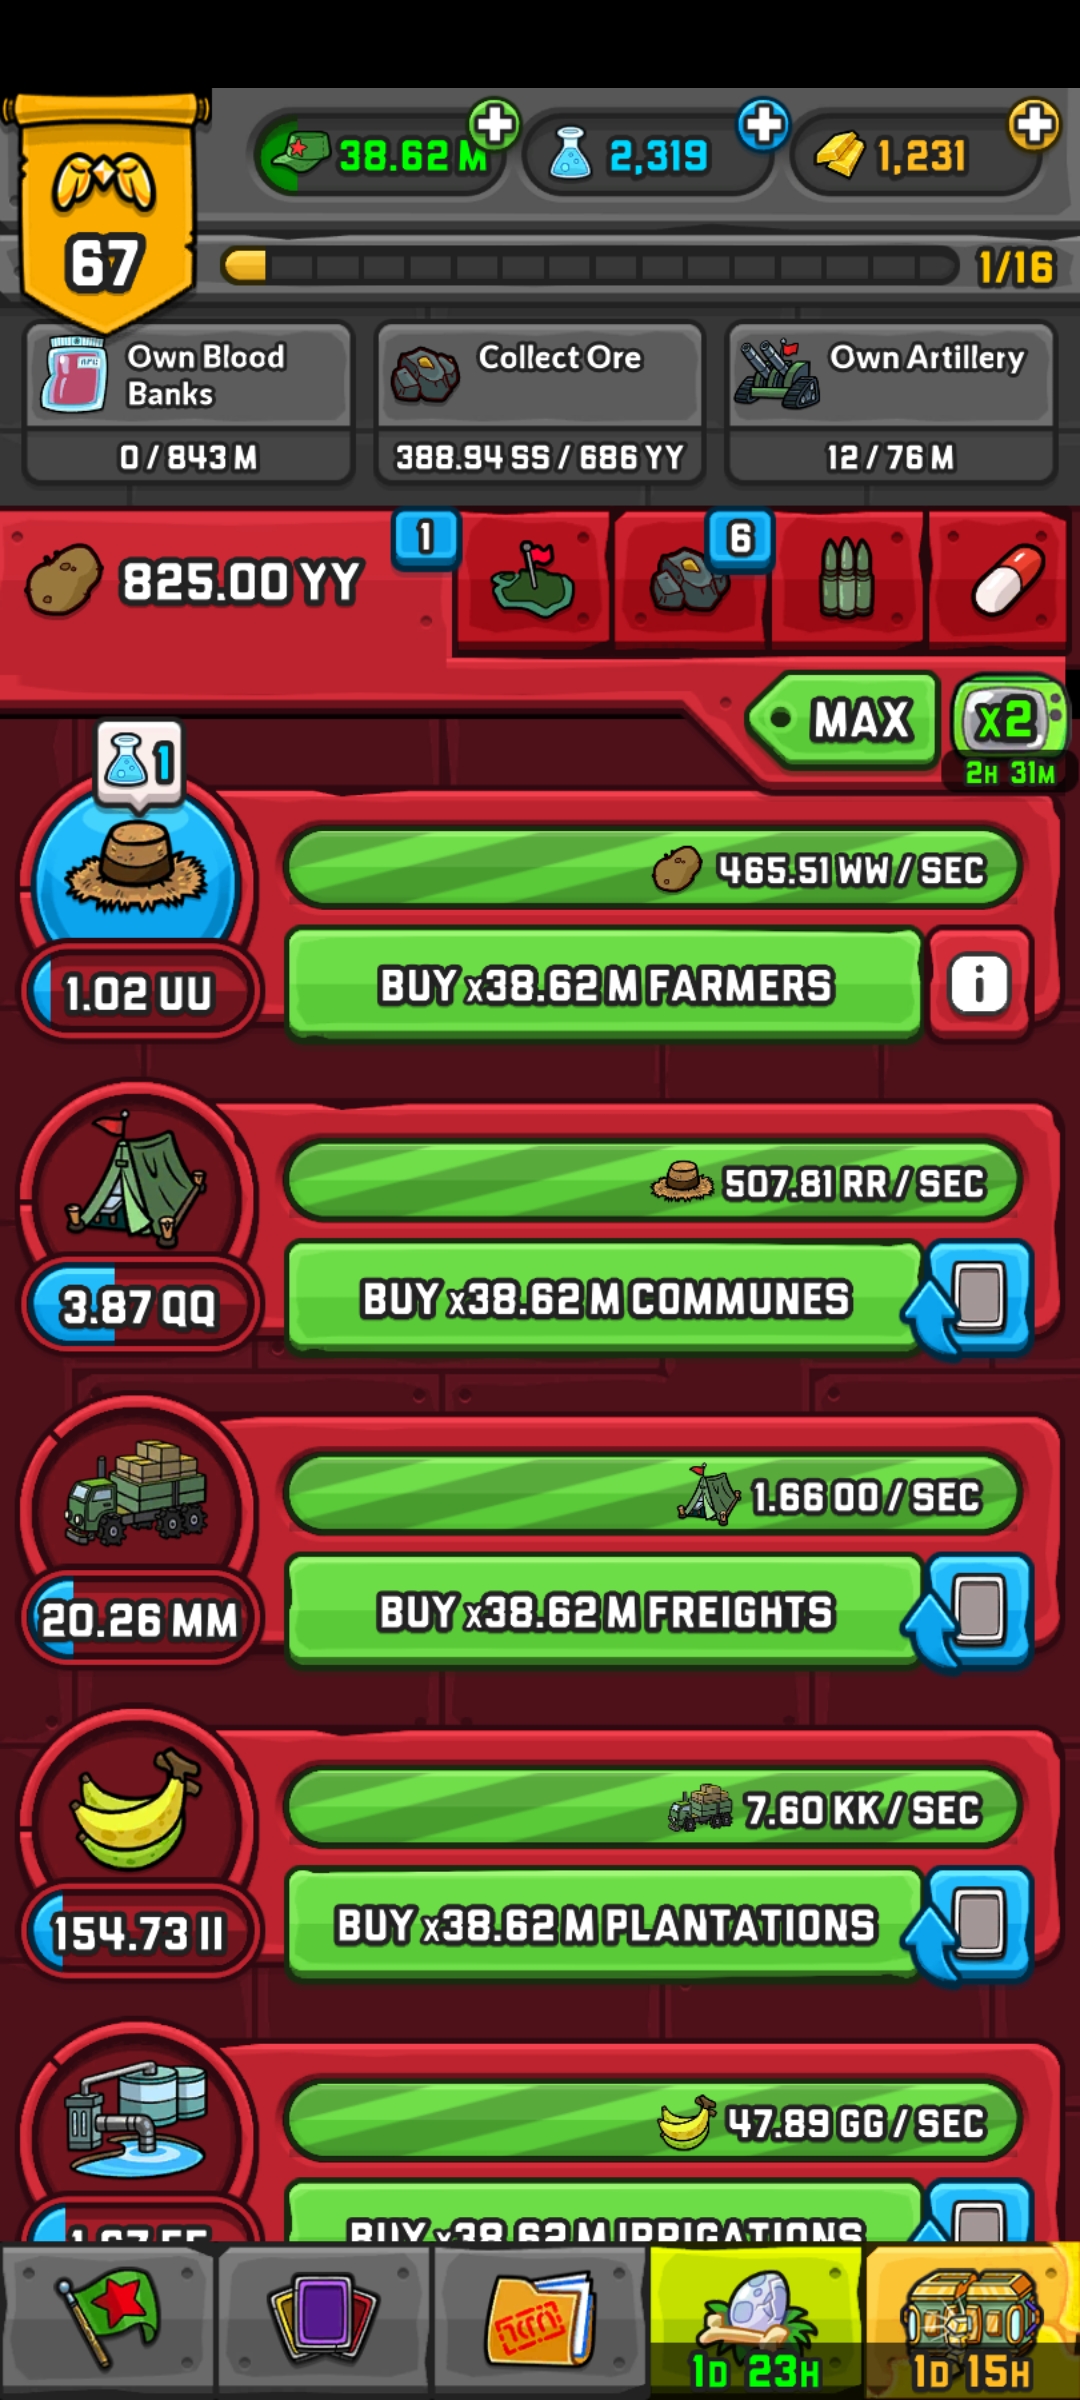 38.62 M
2,319
1,231
67
1/16
Own Blood Banks
Collect Ore
Own Artillery
0 / 843 M
388.94 SS / 686 YY
12 / 76 M
825.00 YY
1
6
MAX
x2
2H 31M
1
465.51 WW / SEC
1.02 UU
BUY x38.62 M FARMERS
i
507.81 RR / SEC
3.87 QQ
BUY x38.62 M COMMUNES
1.66 OO / SEC
20.26 MM
BUY x38.62 M FREIGHTS
7.60 KK / SEC
154.73 II
BUY x38.62 M PLANTATIONS
47.89 GG / SEC
BUY x38.62 M IRRIGATIONS
1D 23H
1D 15H